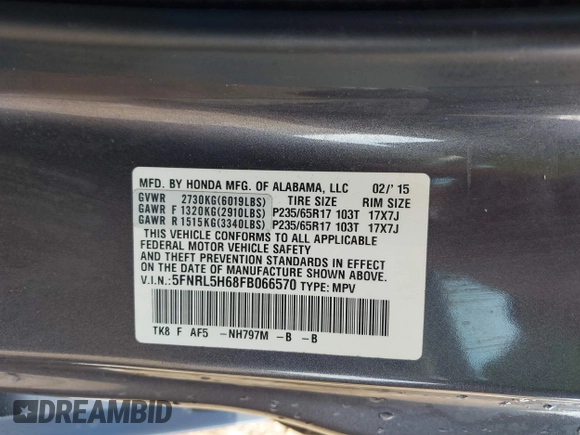 MFD. BY HONDA MFG. OF ALABAMA, LLC 02/'15
GVWR 2730KG(6019LBS) TIRE SIZE RIM SIZE
GAWR F 1320KG(2910LBS) P235/65R17 103T 17X7J
GAWR R 1515KG(3340LBS) P235/65R17 103T 17X7J
THIS VEHICLE CONFORMS TO ALL APPLICABLE
FEDERAL MOTOR VEHICLE SAFETY
AND THEFT PREVENTION STANDARDS IN EFFECT
ON THE DATE OF MANUFACTURE SHOWN ABOVE.
V.I.N.: 5FNRL5H68FB066570 TYPE: MPV
TK8 F AF5 -NH797M -B -B
DREAMBID